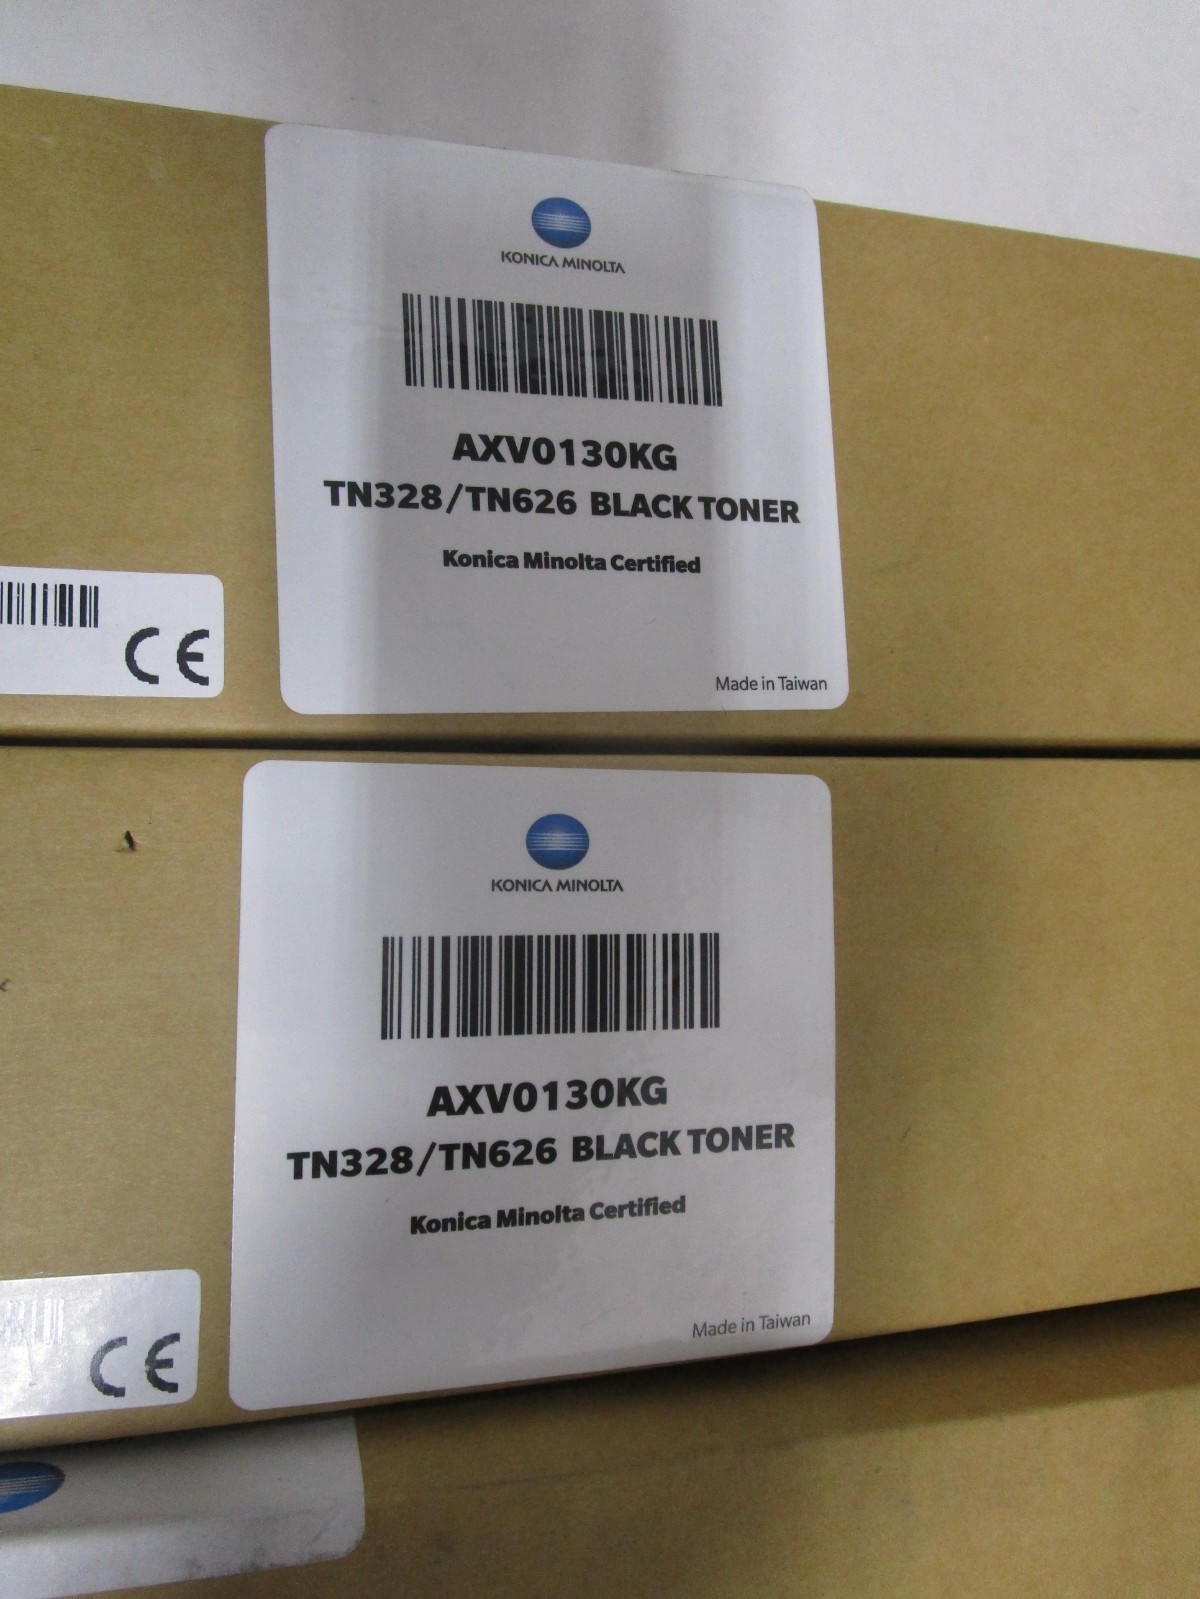 KONICA MINOLTA
AXV0130KG
TN328/TN626 BLACK TONER
Konica Minolta Certified
Made in Taiwan
CE
KONICA MINOLTA
AXV0130KG
TN328/TN626 BLACK TONER
Konica Minolta Certified
Made in Taiwan
CE